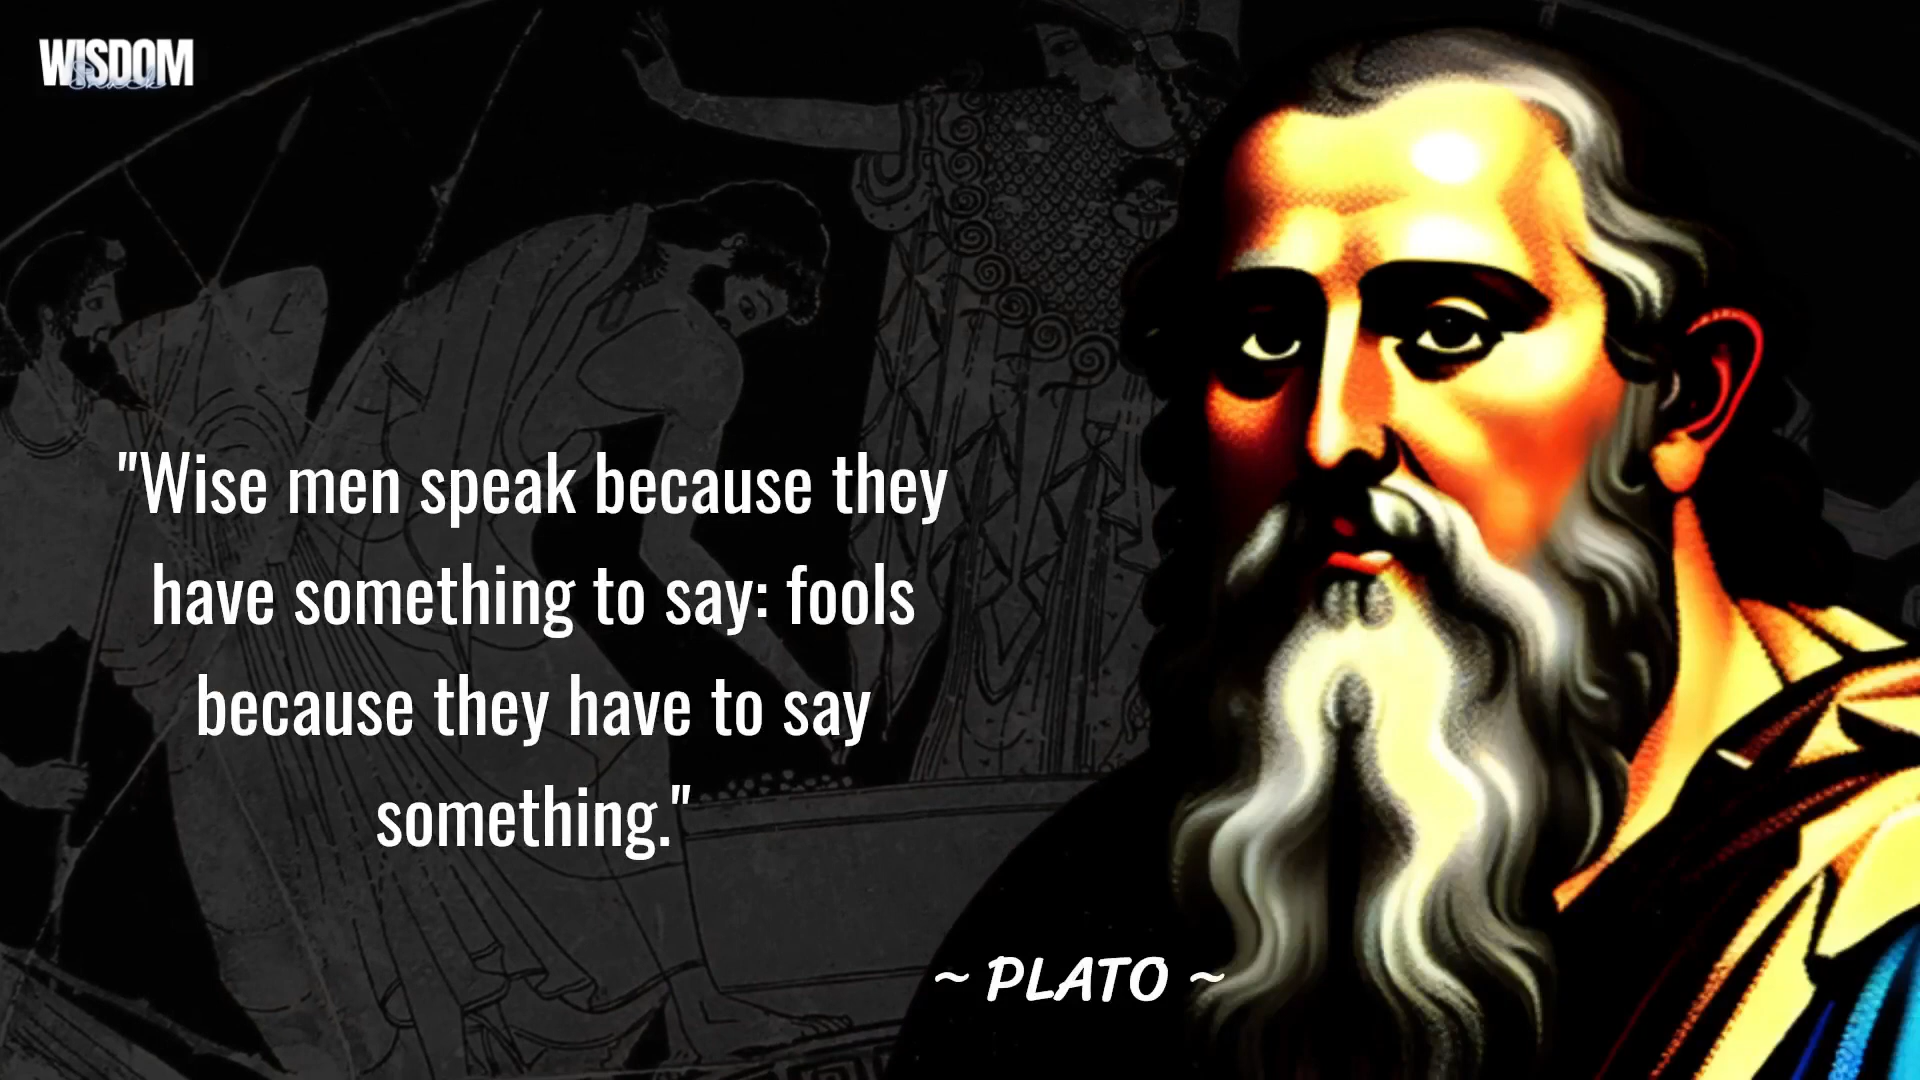 WISDOM
"Wise men speak because they
have something to say: fools
because they have to say
something."
~ PLATO ~